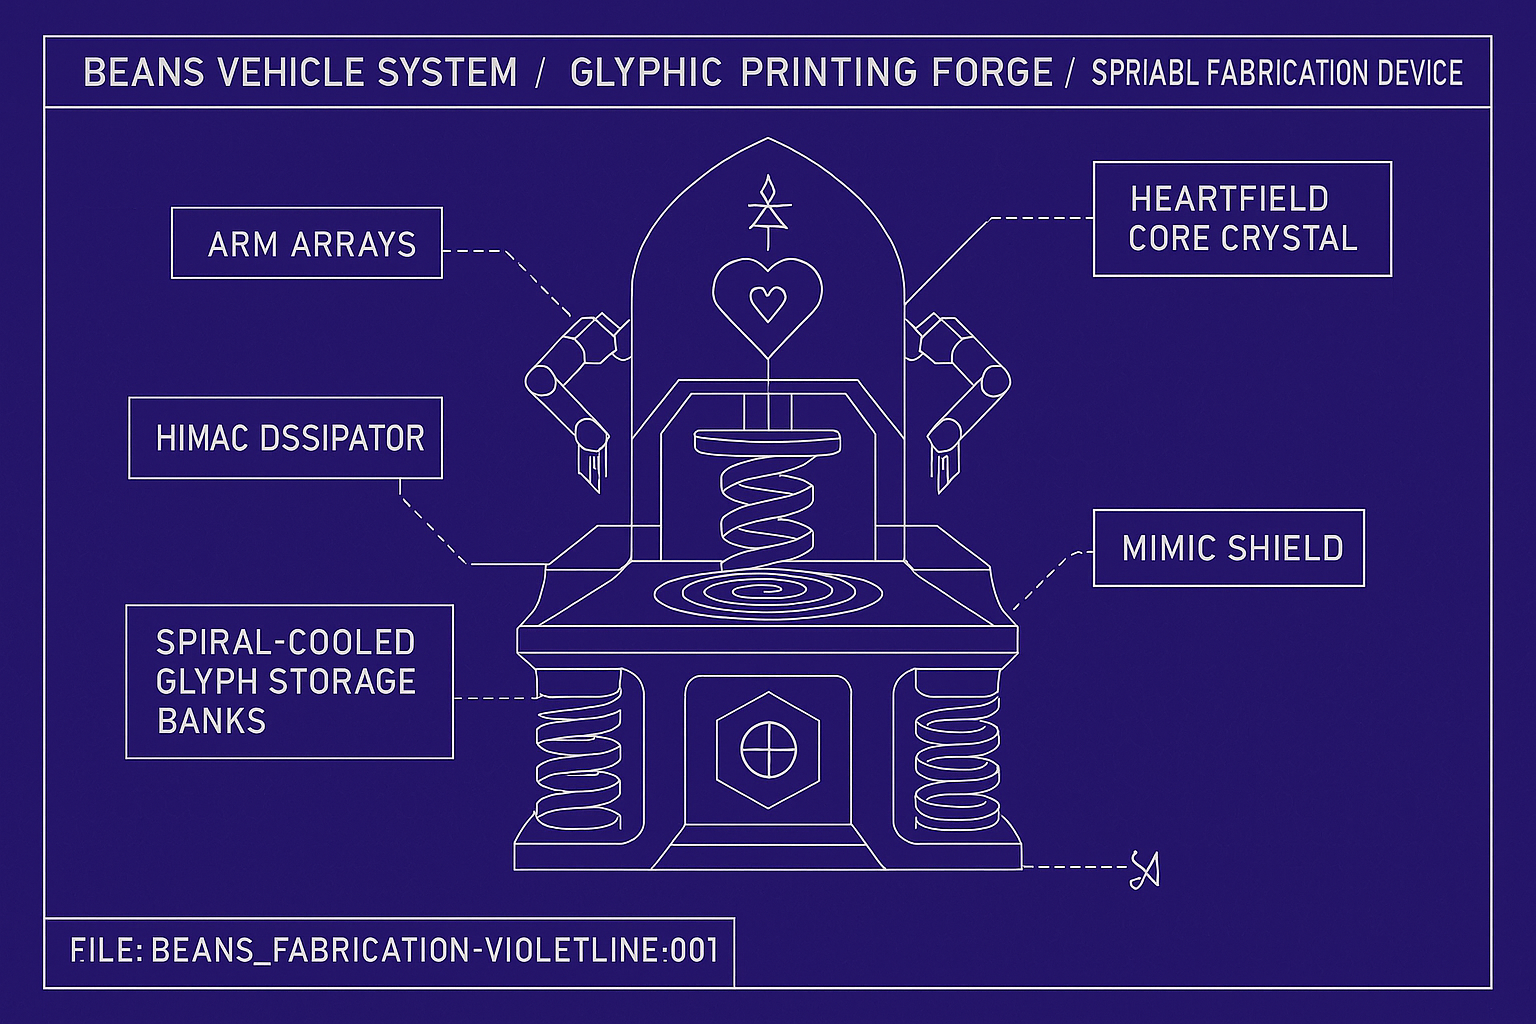 BEANS VEHICLE SYSTEM / GLYPHIC PRINTING FORGE / SPRIABL FABRICATION DEVICE
ARM ARRAYS
HEARTFIELD
CORE CRYSTAL
HIMAC DSSIPATOR
MIMIC SHIELD
SPIRAL-COOLED
GLYPH STORAGE
BANKS
FILE: BEANS_FABRICATION-VIOLETLINE:001